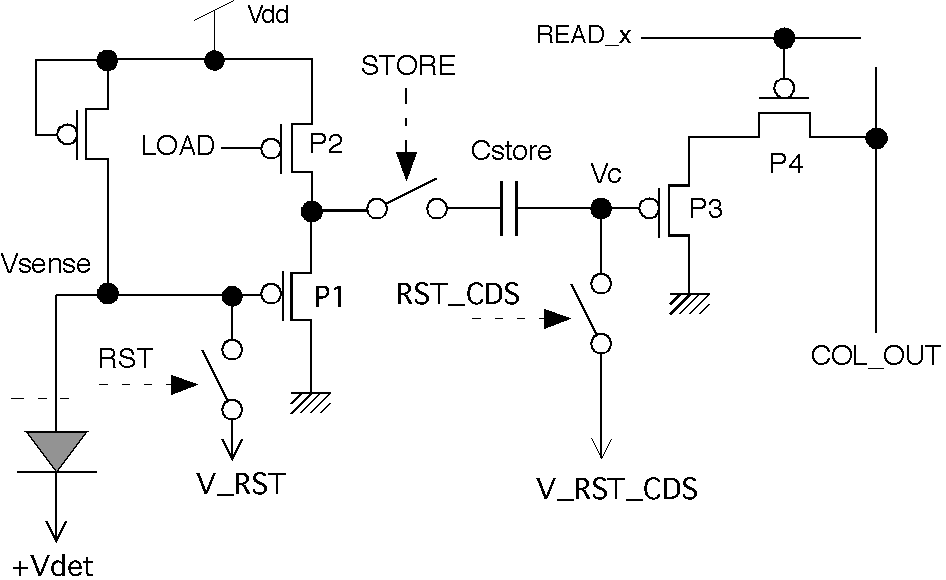 Vdd
READ_x
STORE
LOAD
P2
Cstore
Vc
P4
P3
Vsense
P1
RST_CDS
RST
COL_OUT
V_RST
V_RST_CDS
+Vdet